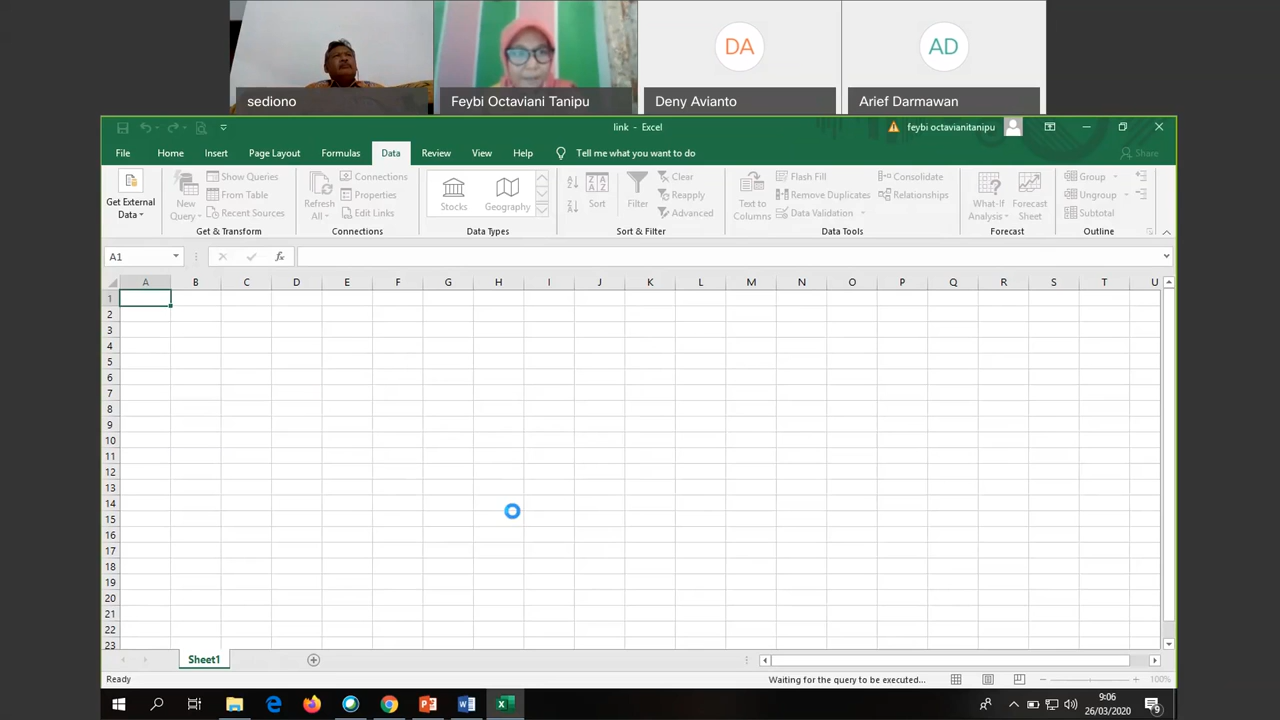 DA
AD
sediono
Feybi Octaviani Tanipu
Deny Avianto
Arief Darmawan
link - Excel
feybi octavianitanipu
File Home Insert Page Layout Formulas Data Review View Help Tell me what you want to do Share
Get External Data
New Query
Show Queries
From Table
Recent Sources
Get & Transform
Refresh All
Connections
Properties
Edit Links
Connections
Stocks
Geography
Data Types
Sort
Filter
Clear
Reapply
Advanced
Sort & Filter
Text to Columns
Flash Fill
Remove Duplicates
Data Validation
Consolidate
Relationships
Data Tools
What-If Analysis
Forecast Sheet
Forecast
Group
Ungroup
Subtotal
Outline
A1
fx
A B C D E F G H I J K L M N O P Q R S T U
1
2
3
4
5
6
7
8
9
10
11
12
13
14
15
16
17
18
19
20
21
22
23
Sheet1
Ready
Waiting for the query to be executed...
100%
9:06
26/03/2020
9